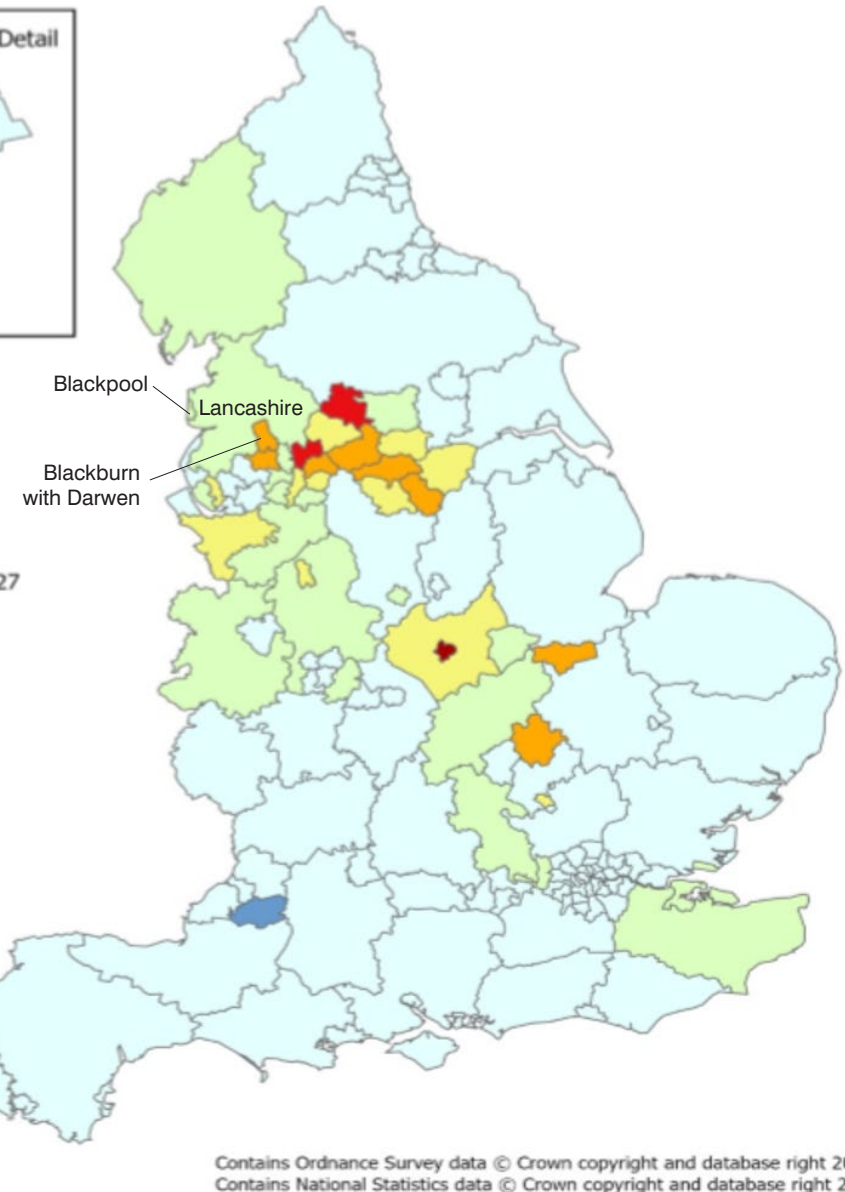 Detail
Blackpool
Lancashire
Blackburn
with Darwen
27
Contains Ordnance Survey data © Crown copyright and database right 20
Contains National Statistics data © Crown copyright and database right 2